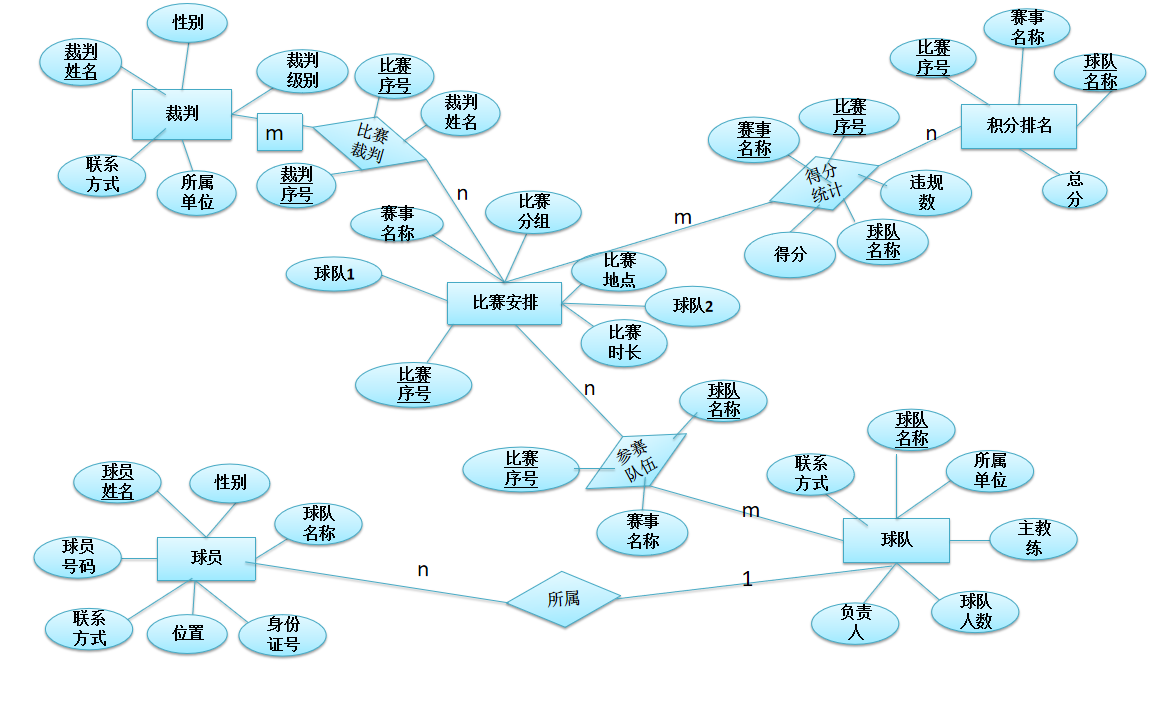 性别
裁判
姓名
裁判
级别
裁判
联系
方式
所属
单位
m
比赛
裁判
比赛
序号
裁判
姓名
裁判
序号
n
赛事
名称
比赛
序号
球队
名称
积分排名
总
分
n
赛事
名称
比赛
序号
得分
统计
违规
数
球队
名称
得分
m
赛事
名称
比赛
分组
球队1
比赛
地点
比赛安排
球队2
比赛
时长
比赛
序号
n
球队
名称
参赛
队伍
比赛
序号
赛事
名称
m
球队
名称
联系
方式
所属
单位
球队
主教
练
负责
人
球队
人数
1
所属
n
球员
姓名
性别
球队
名称
球员
号码
球员
联系
方式
位置
身份
证号